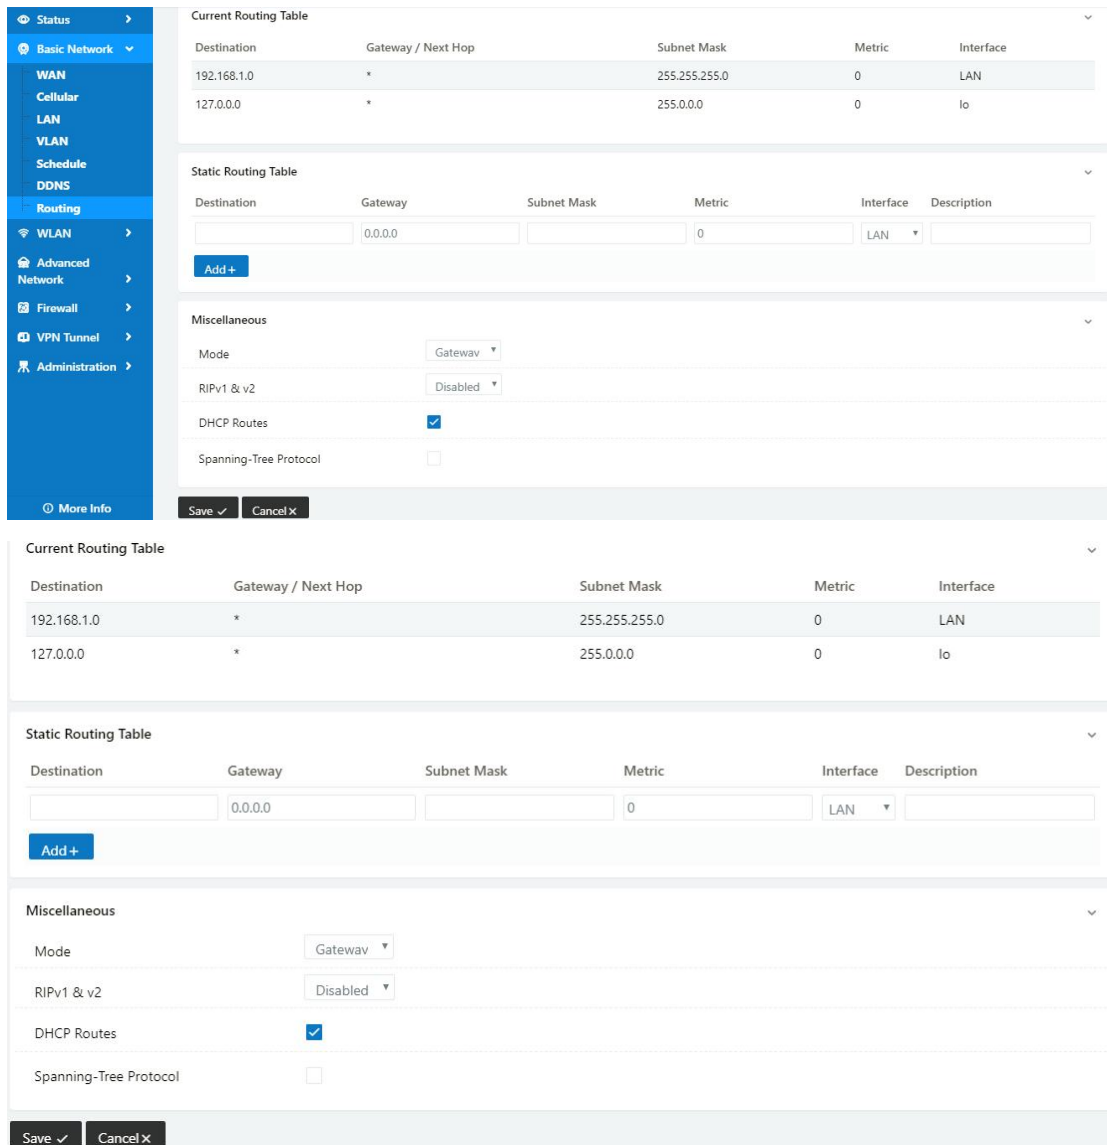 Status
Basic Network
WAN
Cellular
LAN
VLAN
Schedule
DDNS
Routing
WLAN
Advanced
Network
Firewall
VPN Tunnel
Administration
More Info
Current Routing Table
Destination Gateway / Next Hop Subnet Mask Metric Interface
192.168.1.0 * 255.255.255.0 0 LAN
127.0.0.0 * 255.0.0.0 0 lo
Static Routing Table
Destination Gateway Subnet Mask Metric Interface Description
0.0.0.0 0 LAN
Add+
Miscellaneous
Mode Gateway
RIPv1 & v2 Disabled
DHCP Routes
Spanning-Tree Protocol
Save Cancel
Current Routing Table
Destination Gateway / Next Hop Subnet Mask Metric Interface
192.168.1.0 * 255.255.255.0 0 LAN
127.0.0.0 * 255.0.0.0 0 lo
Static Routing Table
Destination Gateway Subnet Mask Metric Interface Description
0.0.0.0 0 LAN
Add+
Miscellaneous
Mode Gateway
RIPv1 & v2 Disabled
DHCP Routes
Spanning-Tree Protocol
Save Cancel